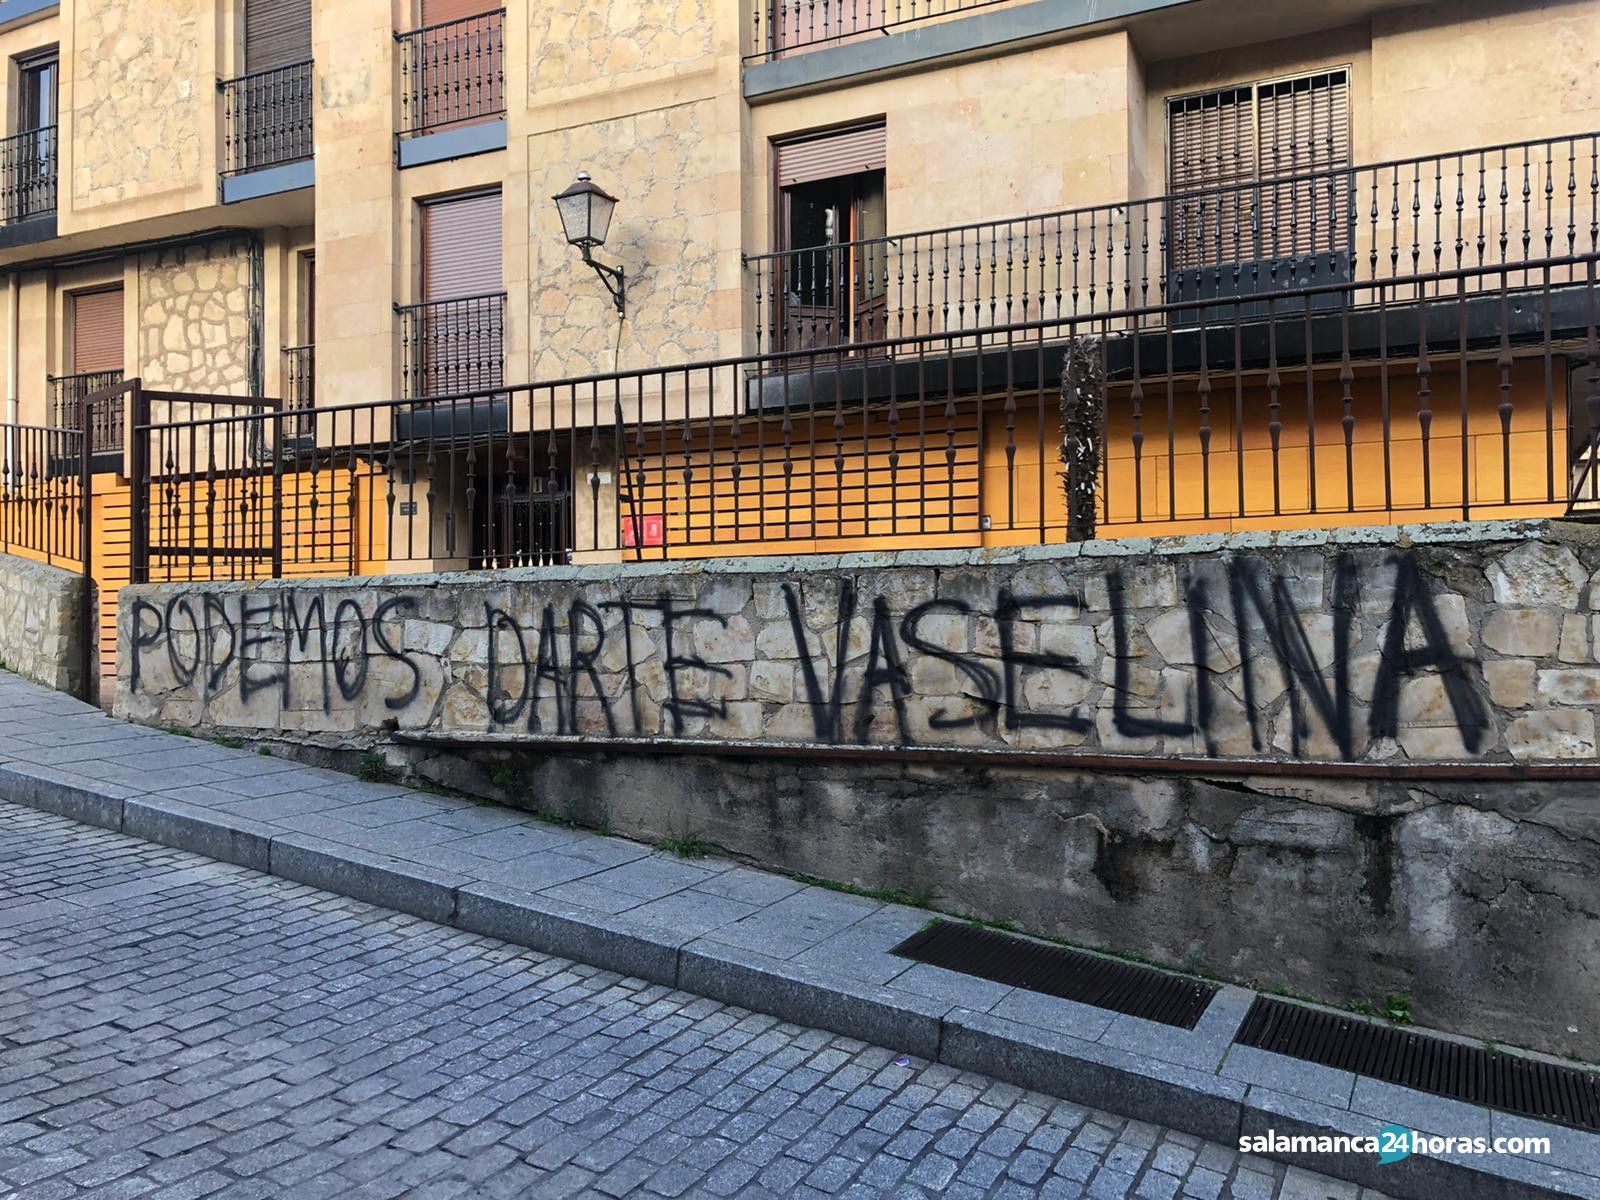 PODEMOS DARTE VASELINA
salamanca24horas.com